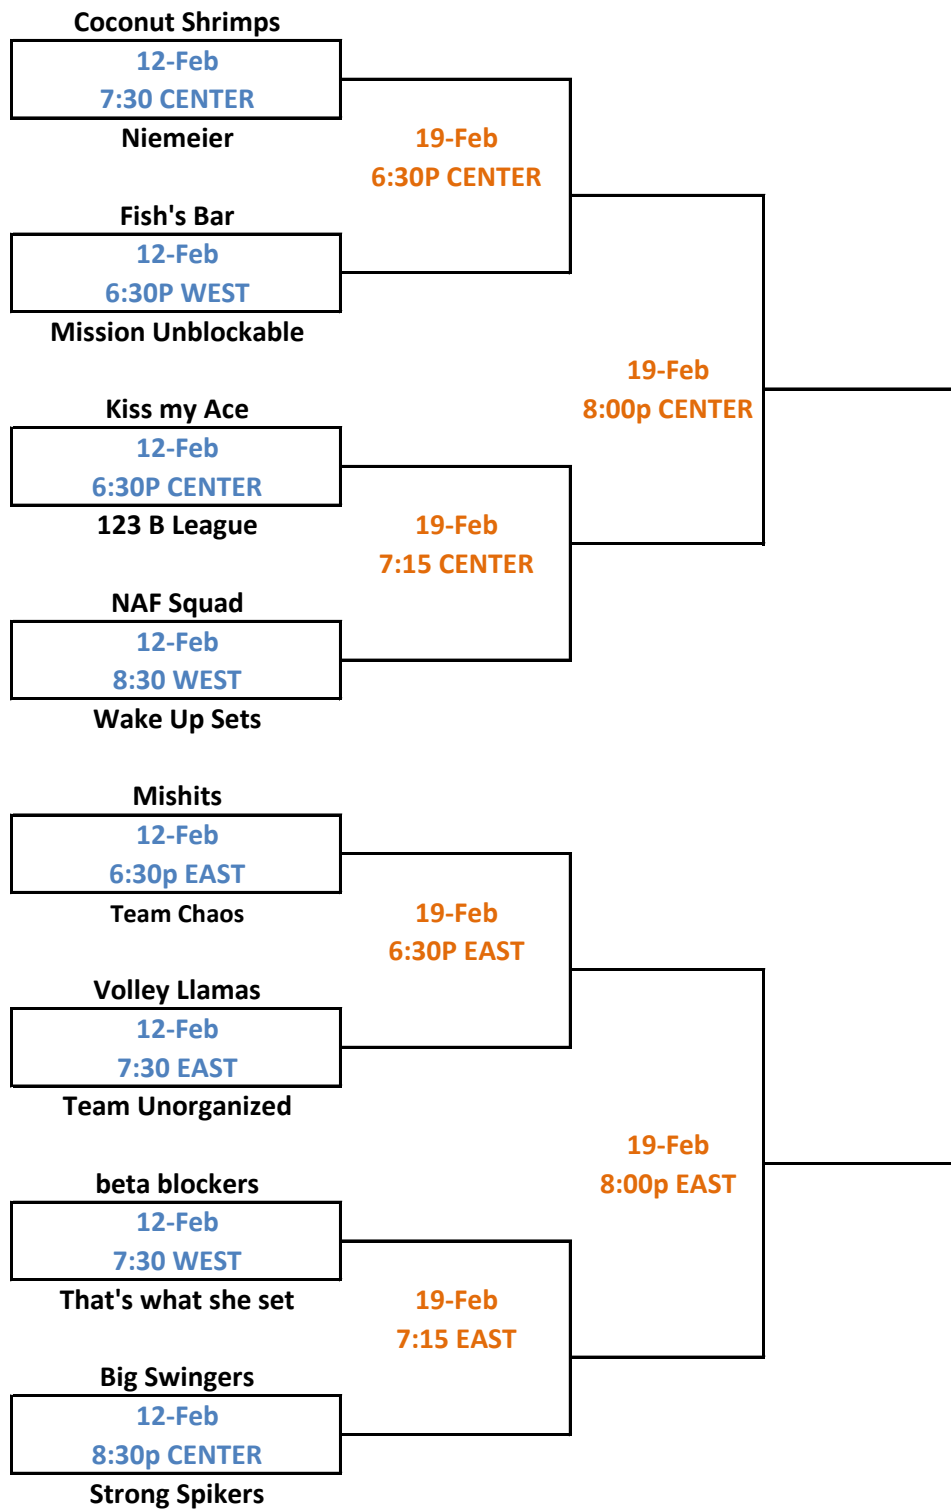 Coconut Shrimps
12-Feb
7:30 CENTER
Niemeier
19-Feb
6:30P CENTER
Fish's Bar
12-Feb
6:30P WEST
Mission Unblockable
19-Feb
8:00p CENTER
Kiss my Ace
12-Feb
6:30P CENTER
123 B League
19-Feb
7:15 CENTER
NAF Squad
12-Feb
8:30 WEST
Wake Up Sets
Mishits
12-Feb
6:30p EAST
Team Chaos
19-Feb
6:30P EAST
Volley Llamas
12-Feb
7:30 EAST
Team Unorganized
19-Feb
8:00p EAST
beta blockers
12-Feb
7:30 WEST
That's what she set
19-Feb
7:15 EAST
Big Swingers
12-Feb
8:30p CENTER
Strong Spikers